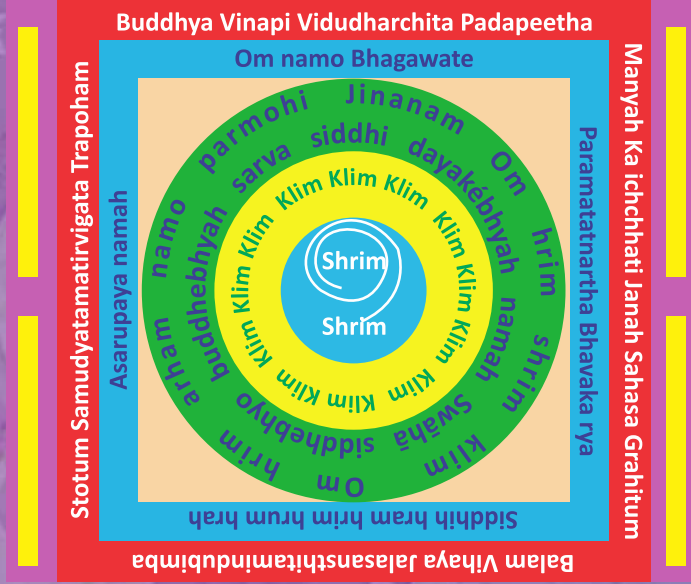 Buddhya Vinapi Vidudharchita Padapeetha
Stotum Samudyatamatirvigata Trapoham
Balam Vihaya Jalasansthitamindubimba
Manyah Ka ichchhati Janah Sahasa Grahitum
Om namo Bhagawate
Paramatatnartha Bhavaka rya
Siddhih hram hrim hrum hrah
Asarupaya namah
Om hrim arham namo parmohi Jinanam Om hrim shrim klim
siddhebhyo buddhebhyah sarva siddhi dayakébhyah namah Swāhā
Klim Klim Klim Klim Klim Klim Klim Klim Klim Klim Klim Klim
Shrim
Shrim